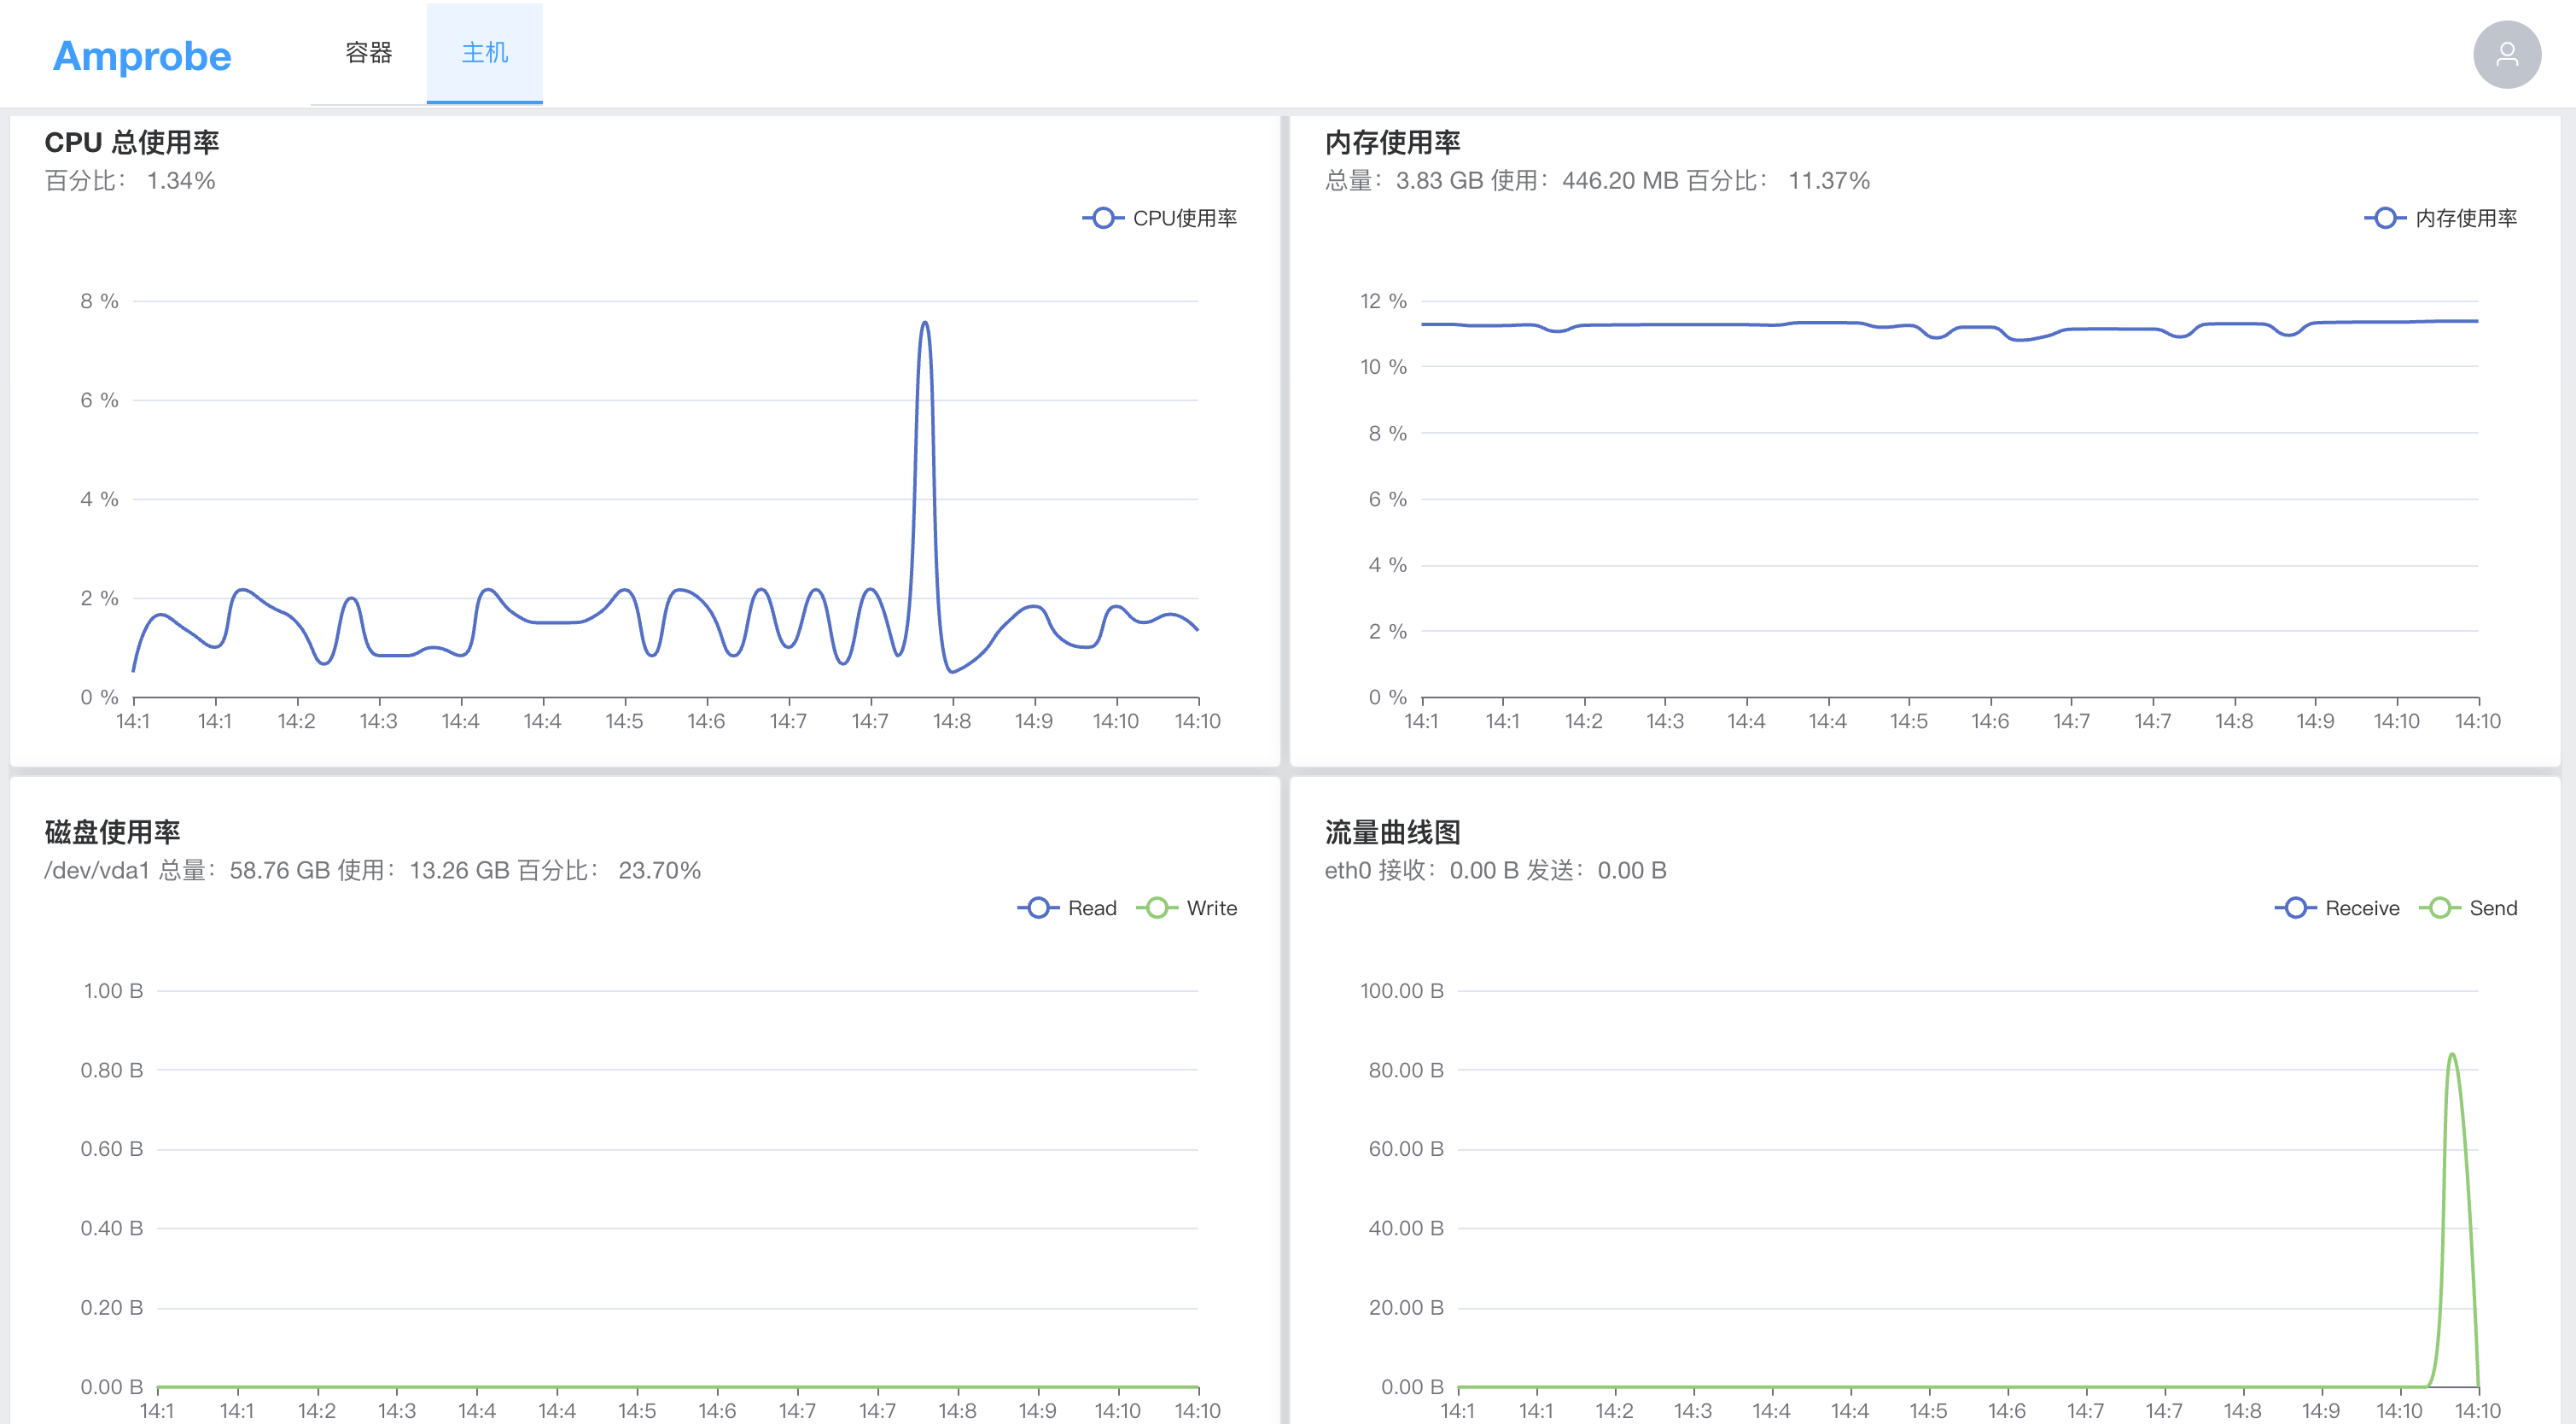 Amprobe
容器
主机
CPU 总使用率
百分比： 1.34%
CPU使用率
8 %
6 %
4 %
2 %
0 %
14:1 14:1 14:2 14:3 14:4 14:4 14:5 14:6 14:7 14:7 14:8 14:9 14:10 14:10
内存使用率
总量：3.83 GB 使用：446.20 MB 百分比： 11.37%
内存使用率
12 %
10 %
8 %
6 %
4 %
2 %
0 %
14:1 14:1 14:2 14:3 14:4 14:4 14:5 14:6 14:7 14:7 14:8 14:9 14:10 14:10
磁盘使用率
/dev/vda1 总量：58.76 GB 使用：13.26 GB 百分比： 23.70%
Read Write
1.00 B
0.80 B
0.60 B
0.40 B
0.20 B
0.00 B
14:1 14:1 14:2 14:3 14:4 14:4 14:5 14:6 14:7 14:7 14:8 14:9 14:10 14:10
流量曲线图
eth0 接收：0.00 B 发送：0.00 B
Receive Send
100.00 B
80.00 B
60.00 B
40.00 B
20.00 B
0.00 B
14:1 14:1 14:2 14:3 14:4 14:4 14:5 14:6 14:7 14:7 14:8 14:9 14:10 14:10